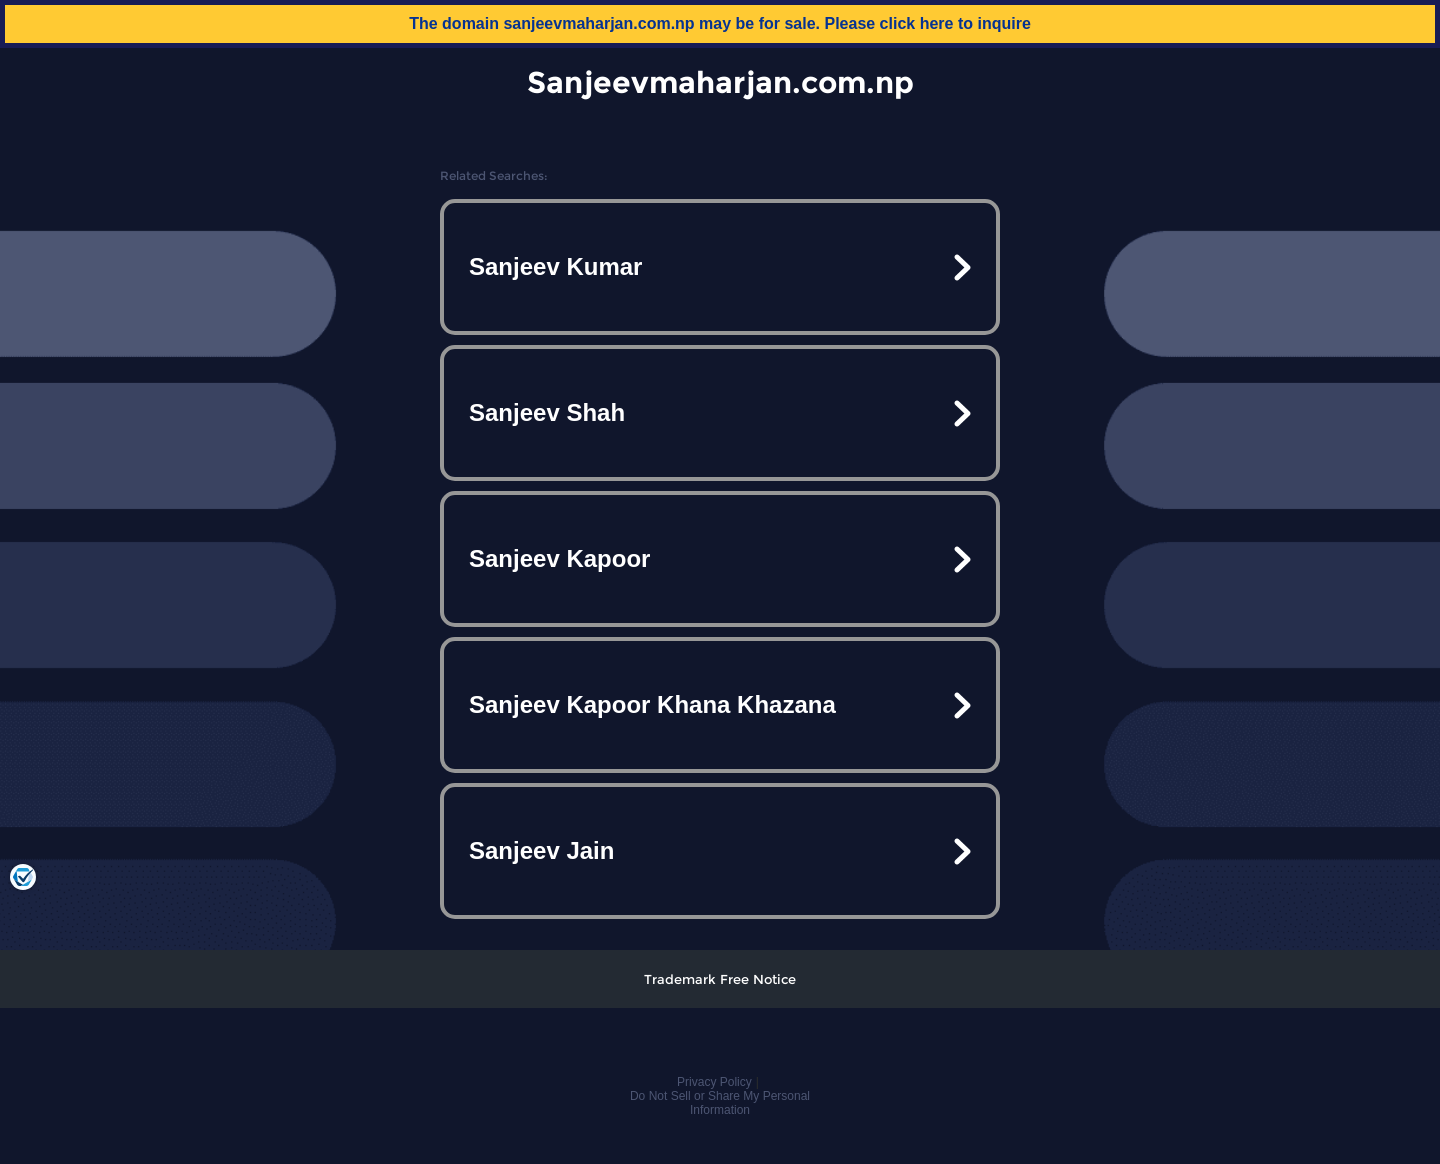 The domain sanjeevmaharjan.com.np may be for sale. Please click here to inquire
Sanjeevmaharjan.com.np
Related Searches:
Sanjeev Kumar
Sanjeev Shah
Sanjeev Kapoor
Sanjeev Kapoor Khana Khazana
Sanjeev Jain
Trademark Free Notice
Privacy Policy |
Do Not Sell or Share My Personal
Information